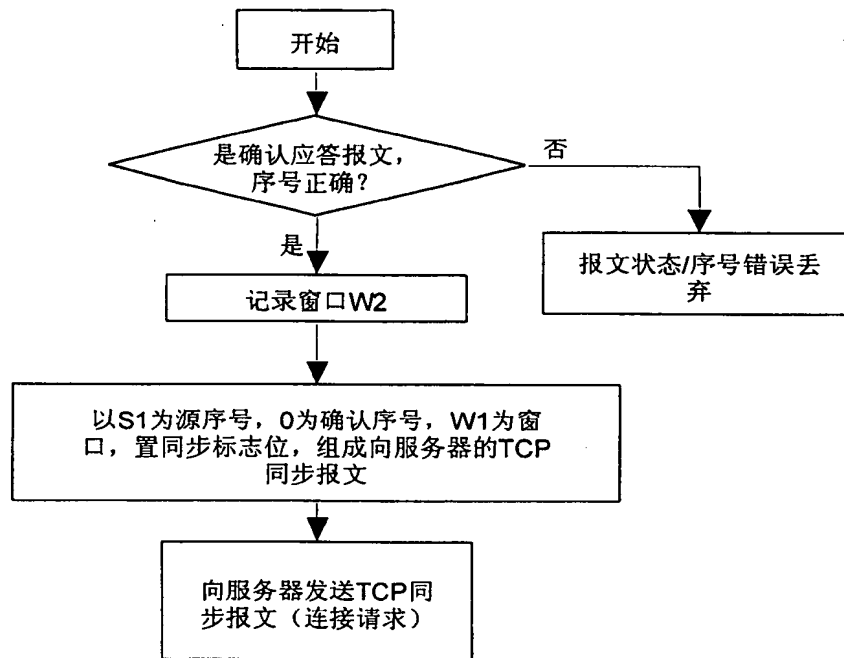 开始
是确认应答报文，
序号正确？
否
是
报文状态/序号错误丢
弃
记录窗口W2
以S1为源序号，0为确认序号，W1为窗
口，置同步标志位，组成向服务器的TCP
同步报文
向服务器发送TCP同
步报文（连接请求）